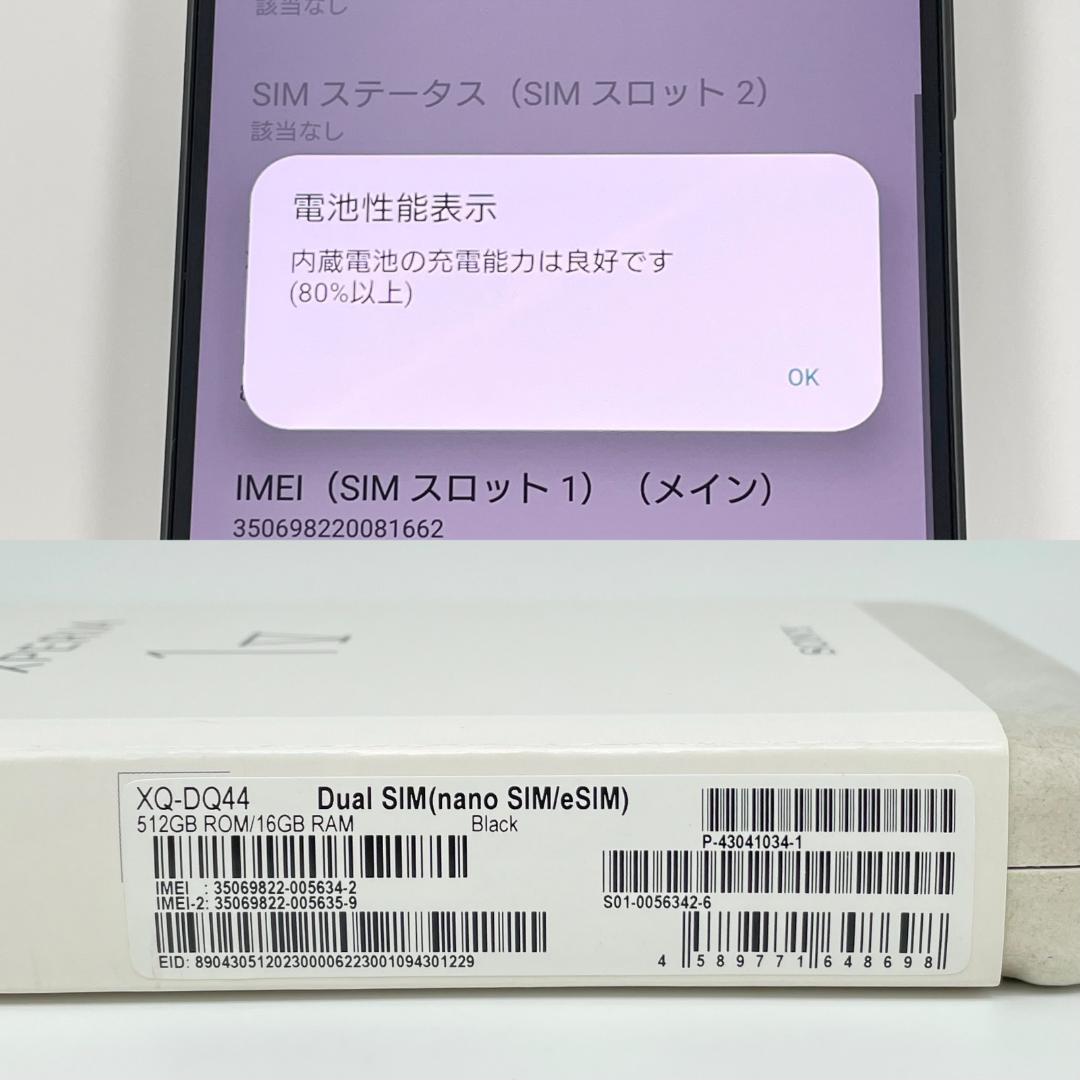 該当なし
SIM ステータス（SIM スロット 2）
該当なし
電池性能表示
内蔵電池の充電能力は良好です
(80%以上)
OK
IMEI（SIM スロット 1）（メイン）
350698220081662
XPERIA
1 V
SONY
XQ-DQ44 Dual SIM(nano SIM/eSIM)
512GB ROM/16GB RAM Black
P-43041034-1
IMEI : 35069822-005634-2
IMEI-2: 35069822-005635-9
S01-0056342-6
EID: 89043051202300006223001094301229
4 589771 648698